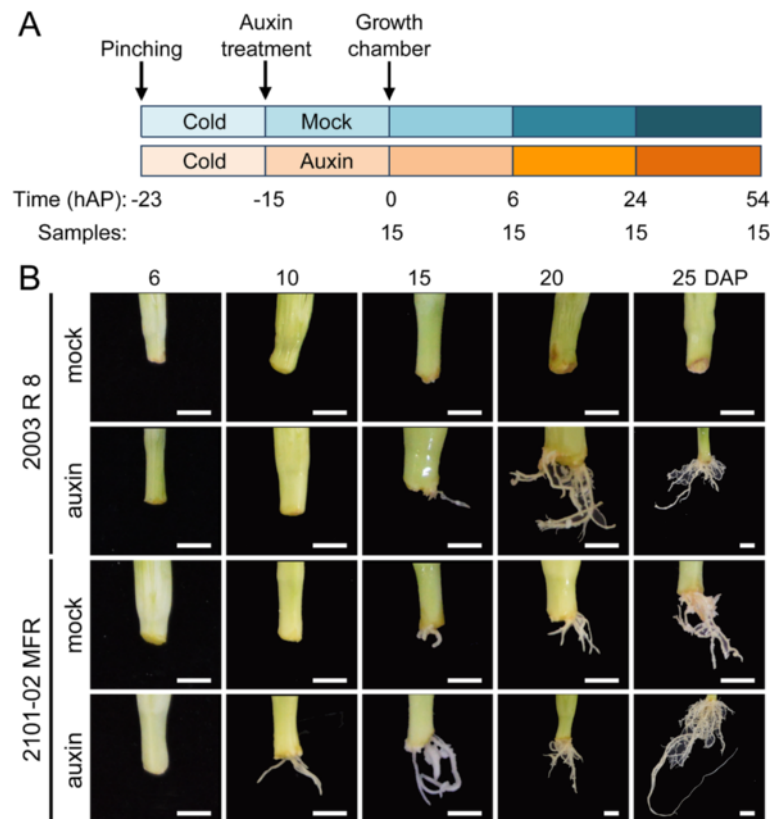 A
Pinching
Auxin
treatment
Growth
chamber
Cold Mock
Cold Auxin
Time (hAP): -23 -15 0 6 24 54
Samples: 15 15 15 15
B
6 10 15 20 25 DAP
2003 R 8
mock
auxin
2101-02 MFR
mock
auxin